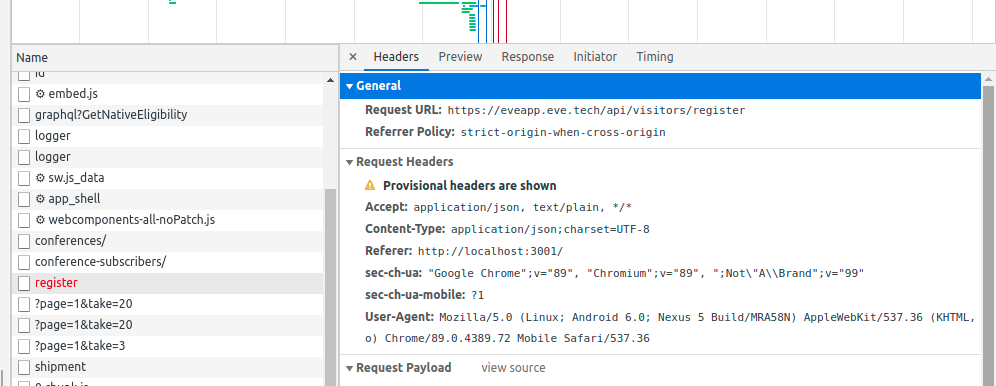 Name
id
embed.js
graphql?GetNativeEligibility
logger
logger
sw.js_data
app_shell
webcomponents-all-noPatch.js
conferences/
conference-subscribers/
register
?page=1&take=20
?page=1&take=20
?page=1&take=3
shipment
0.chunk.js
× Headers Preview Response Initiator Timing
General
Request URL: https://eveapp.eve.tech/api/visitors/register
Referrer Policy: strict-origin-when-cross-origin
Request Headers
Provisional headers are shown
Accept: application/json, text/plain, */*
Content-Type: application/json;charset=UTF-8
Referer: http://localhost:3001/
sec-ch-ua: "Google Chrome";v="89", "Chromium";v="89", ";Not\"A\\Brand";v="99"
sec-ch-ua-mobile: ?1
User-Agent: Mozilla/5.0 (Linux; Android 6.0; Nexus 5 Build/MRA58N) AppleWebKit/537.36 (KHTML,
o) Chrome/89.0.4389.72 Mobile Safari/537.36
Request Payload view source